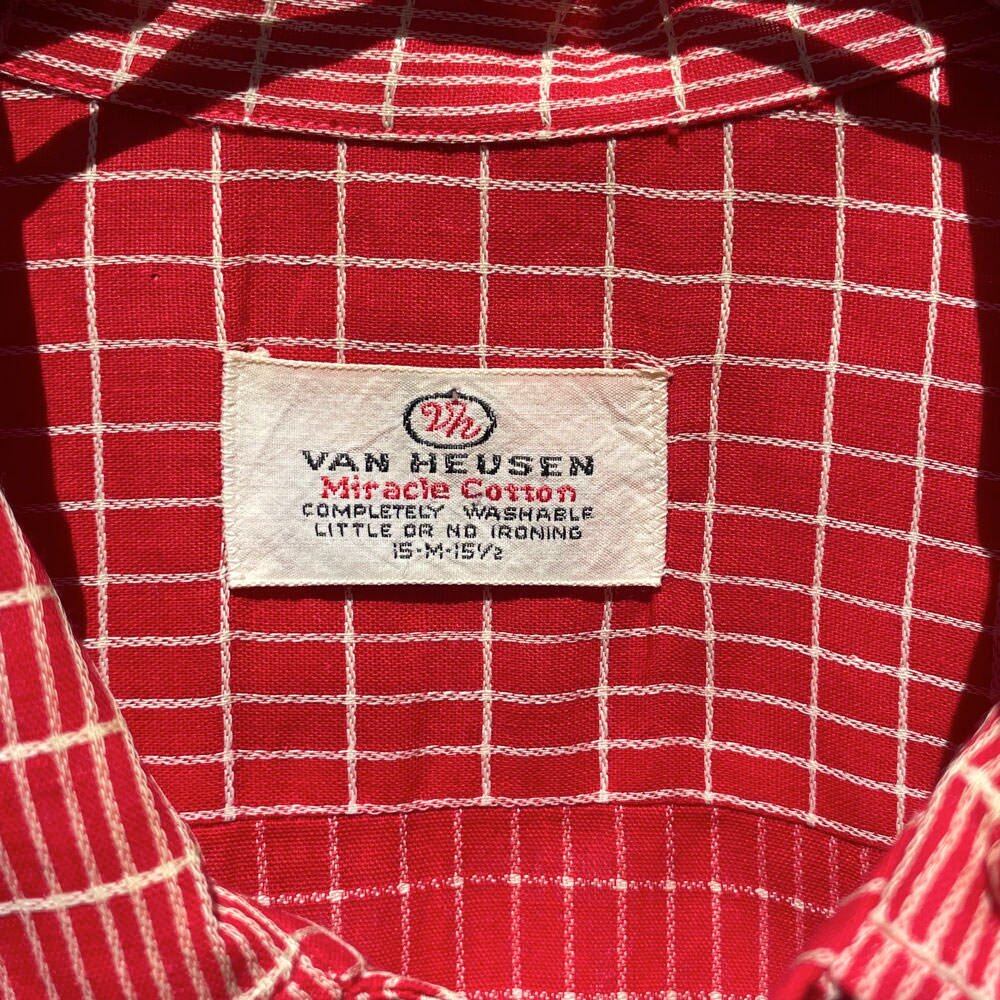 Vh
VAN HEUSEN
Miracle Cotton
COMPLETELY WASHABLE
LITTLE OR NO IRONING
15-M-15½